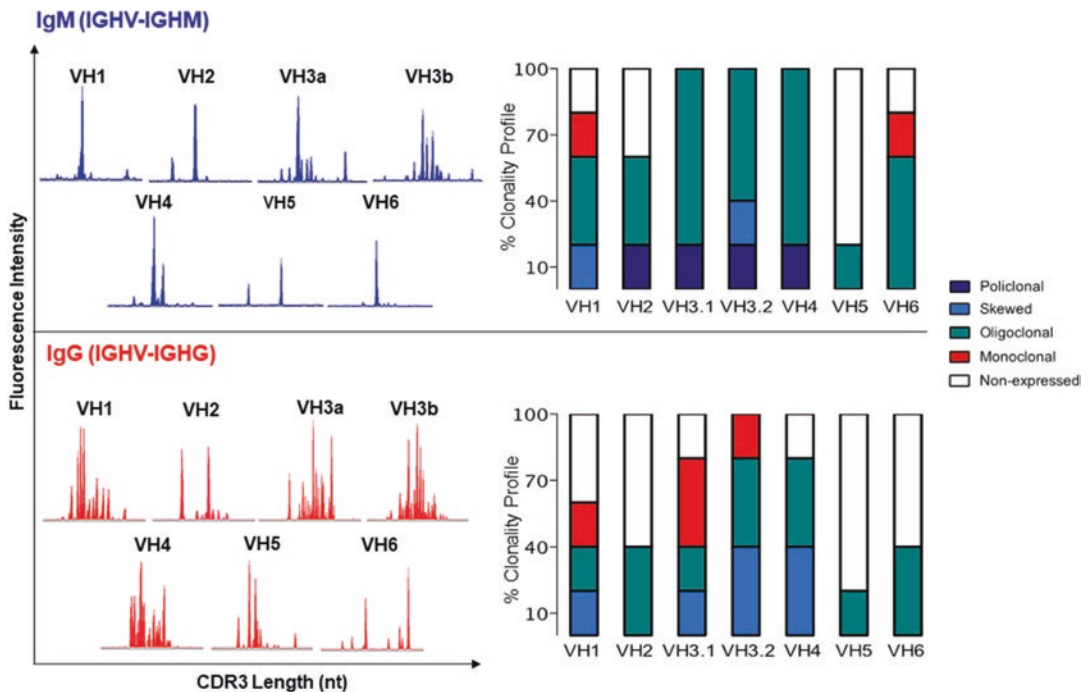 IgM (IGHV-IGHM)
VH1 VH2 VH3a VH3b
VH4 VH5 VH6
Fluorescence Intensity
% Clonality Profile
100
70
40
10
VH1 VH2 VH3.1 VH3.2 VH4 VH5 VH6
Policlonal
Skewed
Oligoclonal
Monoclonal
Non-expressed
IgG (IGHV-IGHG)
VH1 VH2 VH3a VH3b
VH4 VH5 VH6
CDR3 Length (nt)
% Clonality Profile
100
70
40
10
VH1 VH2 VH3.1 VH3.2 VH4 VH5 VH6